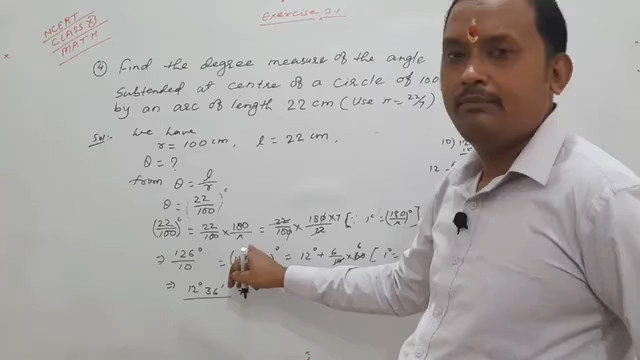 Exercise 3.1
NCERT
CLASS XI
MATH
④ Find the degree measure of the angle
subtended at centre of a circle of 100
by an arc of length 22 cm (Use π = 22/7)
Sol:- We have
r = 100 cm, l = 22 cm.
θ = ?
from θ = l/r
θ = (22/100)ᶜ
(22/100)ᶜ = 22/100 × 180/π = 22/100 × 180×7/22 [∵ 1ᶜ = (180/π)°]
⇒ 126°/10 = = 12° + 6/10 × 60 [1° =
⇒ 12° 36'